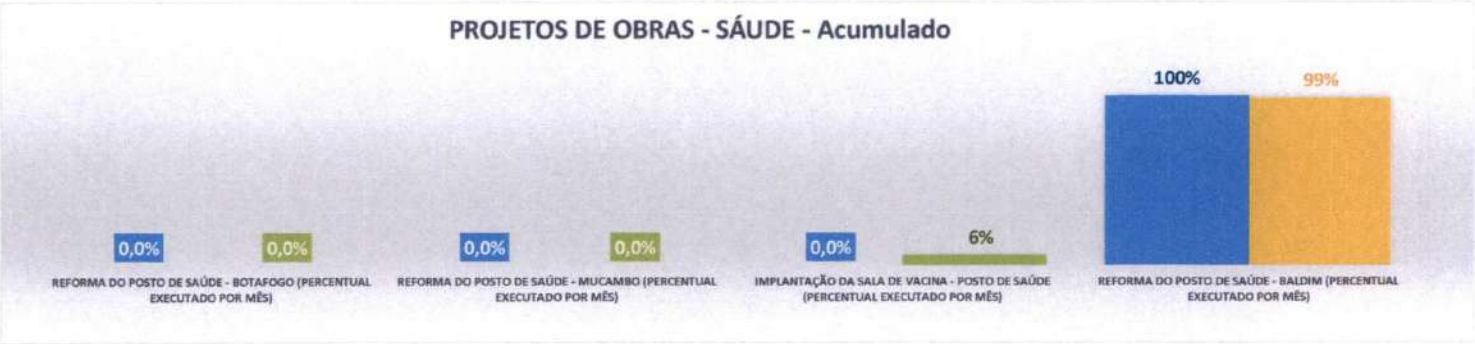 PROJETOS DE OBRAS - SÁUDE - Acumulado
100%
99%
0,0%
0,0%
0,0%
0,0%
0,0%
6%
REFORMA DO POSTO DE SAÚDE - BOTAFOGO (PERCENTUAL
EXECUTADO POR MÊS)
REFORMA DO POSTO DE SAÚDE - MUCAMBO (PERCENTUAL
EXECUTADO POR MÊS)
IMPLANTAÇÃO DA SALA DE VACINA - POSTO DE SAÚDE
(PERCENTUAL EXECUTADO POR MÊS)
REFORMA DO POSTO DE SAÚDE - BALDIM (PERCENTUAL
EXECUTADO POR MÊS)